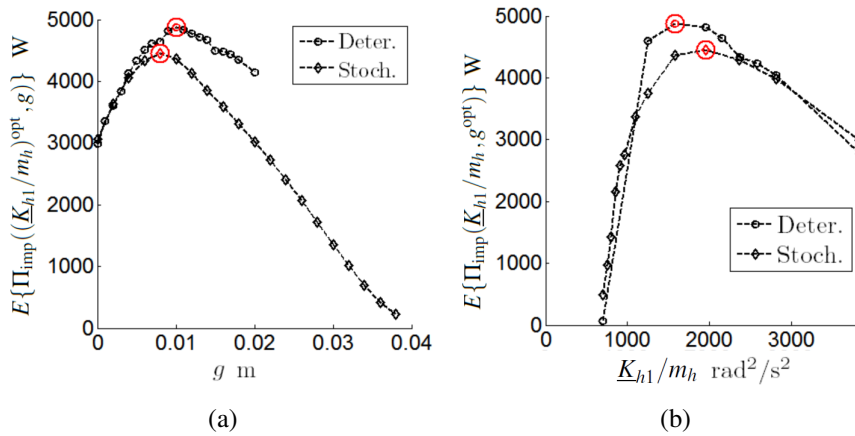 5000
4000
3000
2000
1000
0
0 0.01 0.02 0.03 0.04
g m
E{Π_imp((K_h1/m_h)^opt, g)} W
Deter.
Stoch.
(a)
5000
4000
3000
2000
1000
0
0 1000 2000 3000
K_h1/m_h rad²/s²
E{Π_imp(K_h1/m_h, g^opt)} W
Deter.
Stoch.
(b)